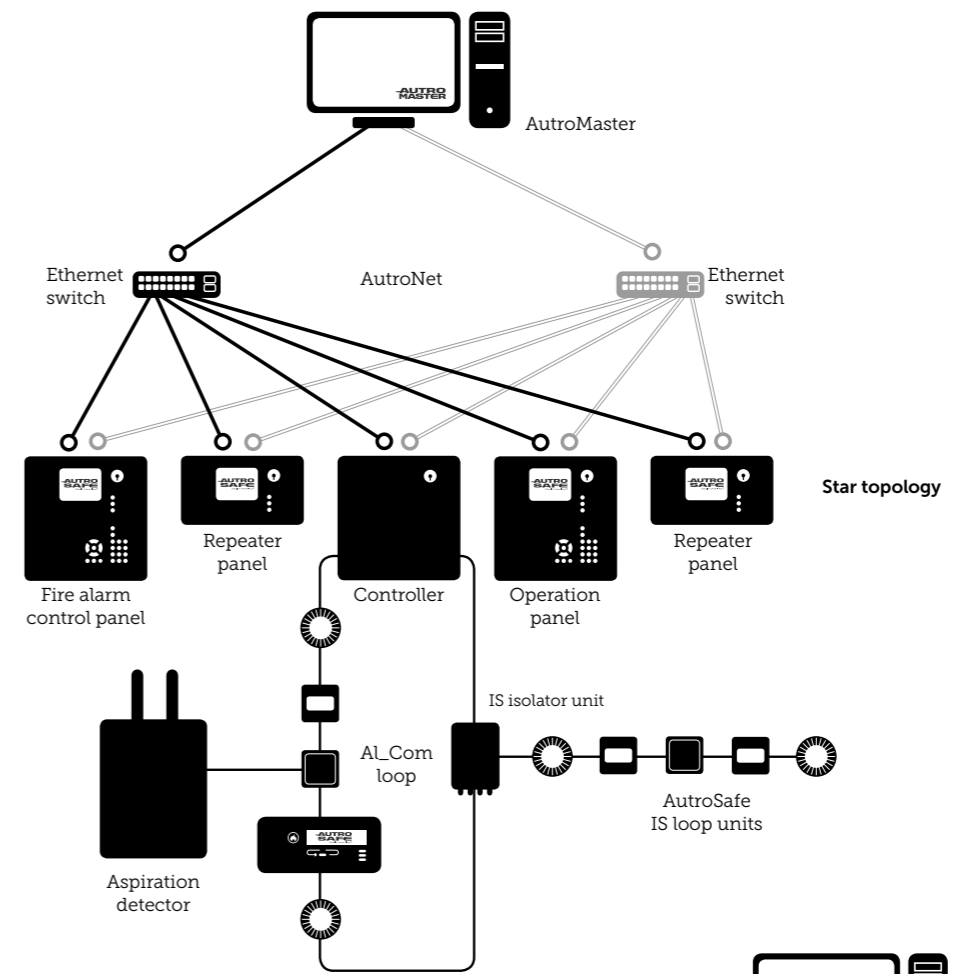 AUTRO
MASTER
AutroMaster
Ethernet
switch
AutroNet
Ethernet
switch
AUTRO
SAFE
AUTRO
SAFE
AUTRO
SAFE
AUTRO
SAFE
Star topology
Fire alarm
control panel
Repeater
panel
Controller
Operation
panel
Repeater
panel
IS isolator unit
Al_Com
loop
AutroSafe
IS loop units
AUTRO
SAFE
Aspiration
detector